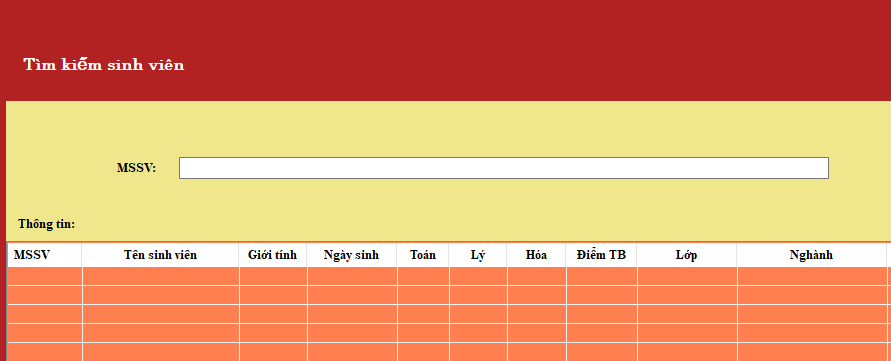 Tìm kiếm sinh viên
MSSV:
Thông tin:
MSSV Tên sinh viên Giới tính Ngày sinh Toán Lý Hóa Điểm TB Lớp Nghành